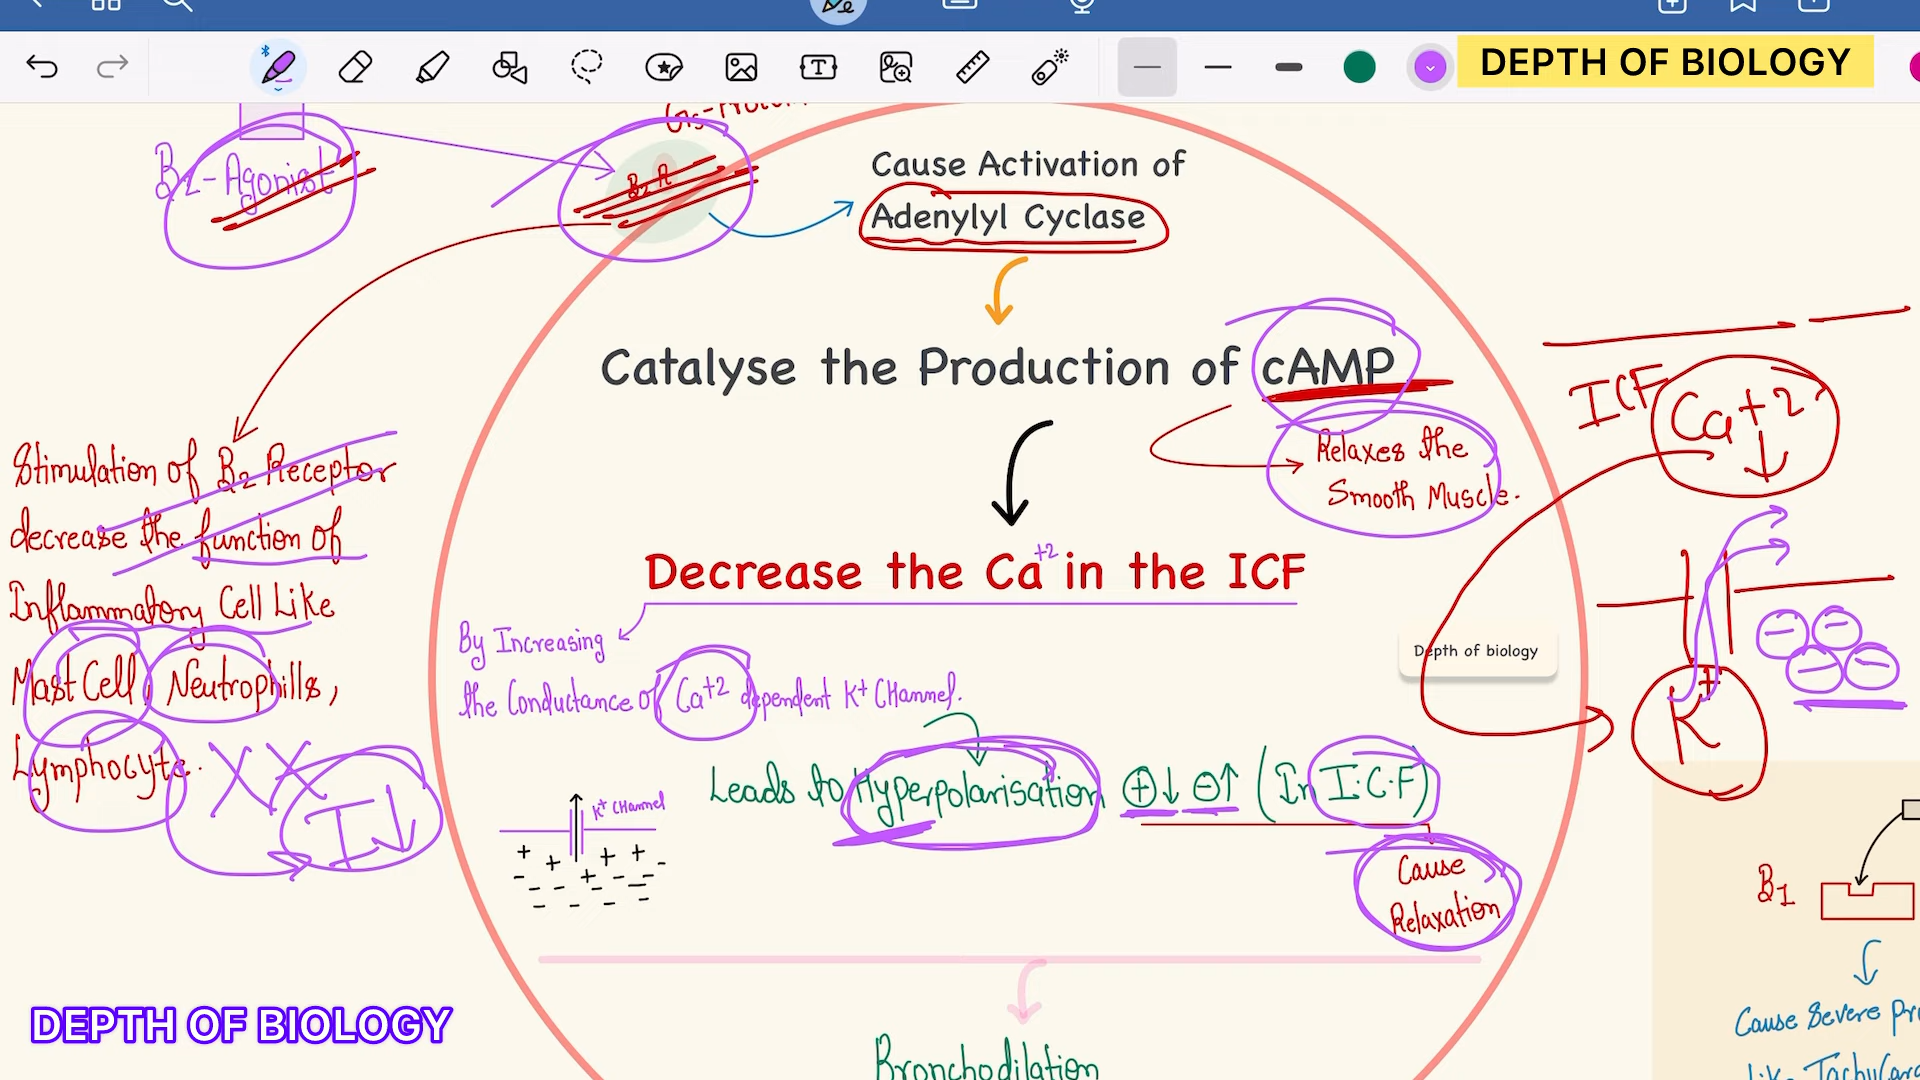 DEPTH OF BIOLOGY
B2-Agonist
B2 R
Cause Activation of
Adenylyl Cyclase
Catalyse the Production of cAMP
Relaxes the
Smooth Muscle.
ICF Ca+2 ↓
Stimulation of B2 Receptor
decrease the function of
Inflammatory Cell Like
Mast Cell, Neutrophills,
Lymphocyte.
I↓
Decrease the Ca+2 in the ICF
By Increasing
the Conductance of Ca+2 dependent K+ CHannel.
Depth of biology
K+
Leads to Hyperpolarisation ⊕↓ ⊖↑ (In I.C.F)
K+ CHannel
Cause
Relaxation
B1
Cause Severe
Bronchodilation
DEPTH OF BIOLOGY